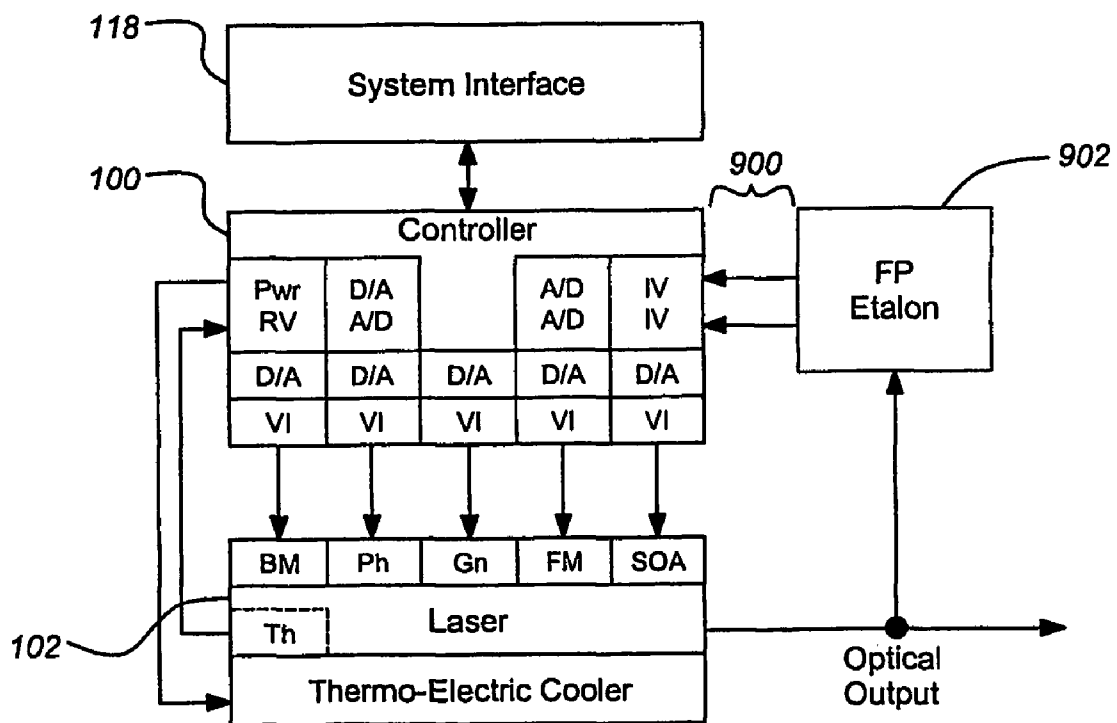 118
System Interface
100
900
902
Controller
Pwr D/A A/D IV
RV A/D A/D IV
FP
Etalon
D/A D/A D/A D/A D/A
VI VI VI VI VI
BM Ph Gn FM SOA
102
Th
Laser
Thermo-Electric Cooler
Optical
Output